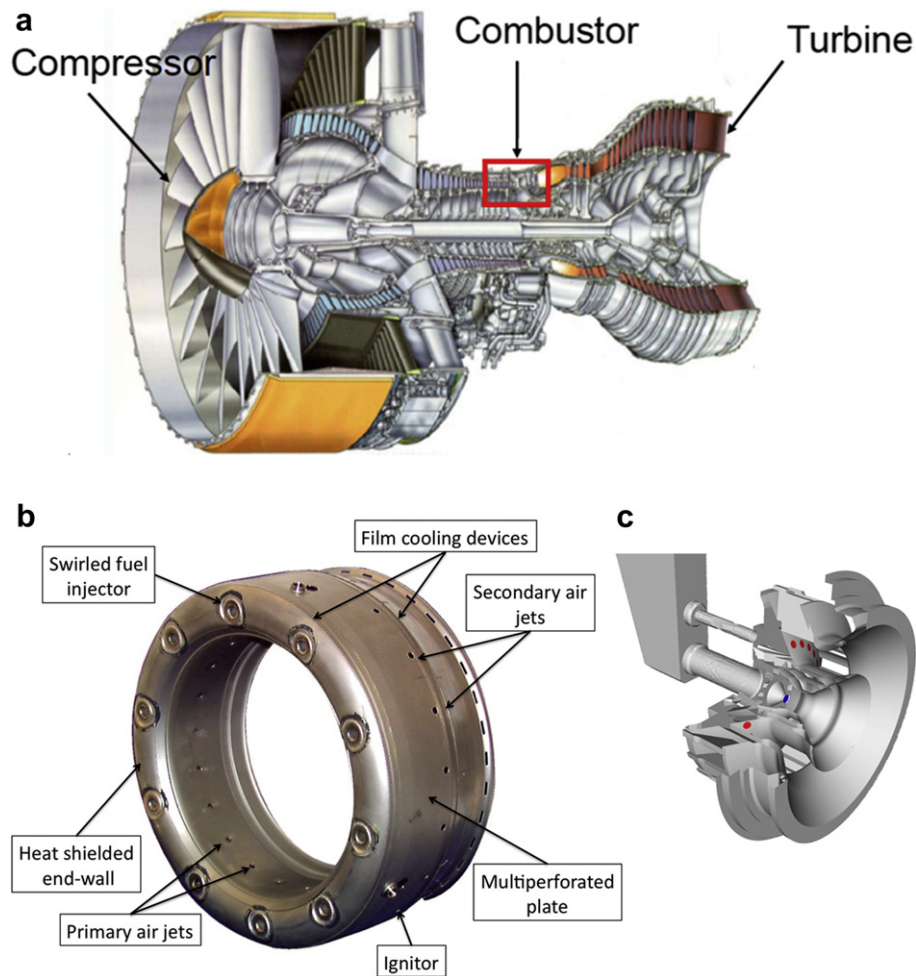 a
Compressor
Combustor
Turbine
b
Swirled fuel
injector
Film cooling devices
Secondary air
jets
Heat shielded
end-wall
Primary air jets
Multiperforated
plate
Ignitor
c